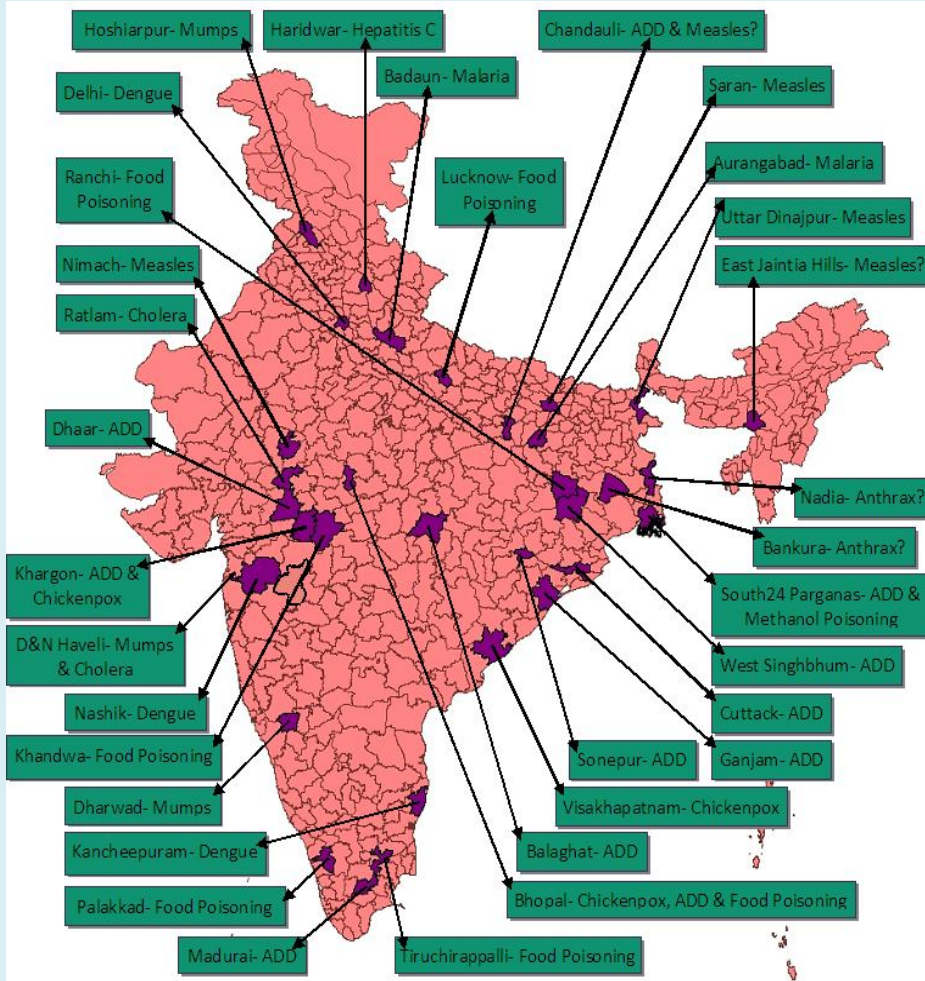 Hoshiarpur- Mumps
Haridwar- Hepatitis C
Chandauli- ADD & Measles?
Delhi- Dengue
Badaun- Malaria
Saran- Measles
Ranchi- Food
Poisoning
Lucknow- Food
Poisoning
Aurangabad- Malaria
Uttar Dinajpur- Measles
Nimach- Measles
East Jaintia Hills- Measles?
Ratlam- Cholera
Dhaar- ADD
Nadia- Anthrax?
Bankura- Anthrax?
Khargon- ADD &
Chickenpox
South24 Parganas- ADD &
Methanol Poisoning
D&N Haveli- Mumps
& Cholera
West Singhbhum- ADD
Nashik- Dengue
Cuttack- ADD
Khandwa- Food Poisoning
Sonepur- ADD
Ganjam- ADD
Dharwad- Mumps
Visakhapatnam- Chickenpox
Kancheepuram- Dengue
Balaghat- ADD
Palakkad- Food Poisoning
Bhopal- Chickenpox, ADD & Food Poisoning
Madurai- ADD
Tiruchirappalli- Food Poisoning